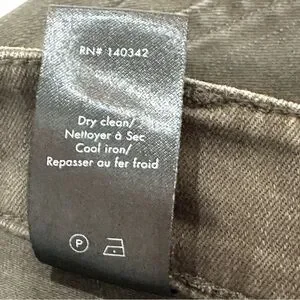 RN# 140342
Dry clean/
Nettoyer à Sec
Cool iron/
Repasser au fer froid
P